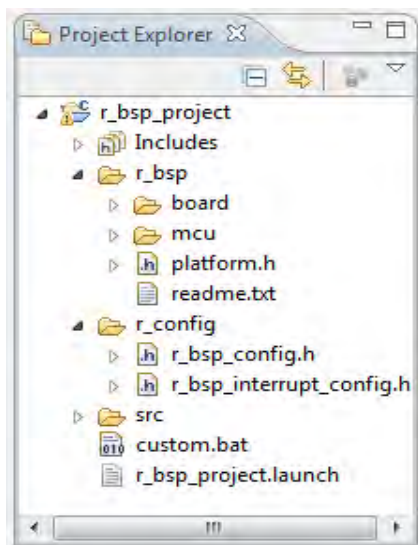 Project Explorer
r_bsp_project
Includes
r_bsp
board
mcu
platform.h
readme.txt
r_config
r_bsp_config.h
r_bsp_interrupt_config.h
src
custom.bat
r_bsp_project.launch